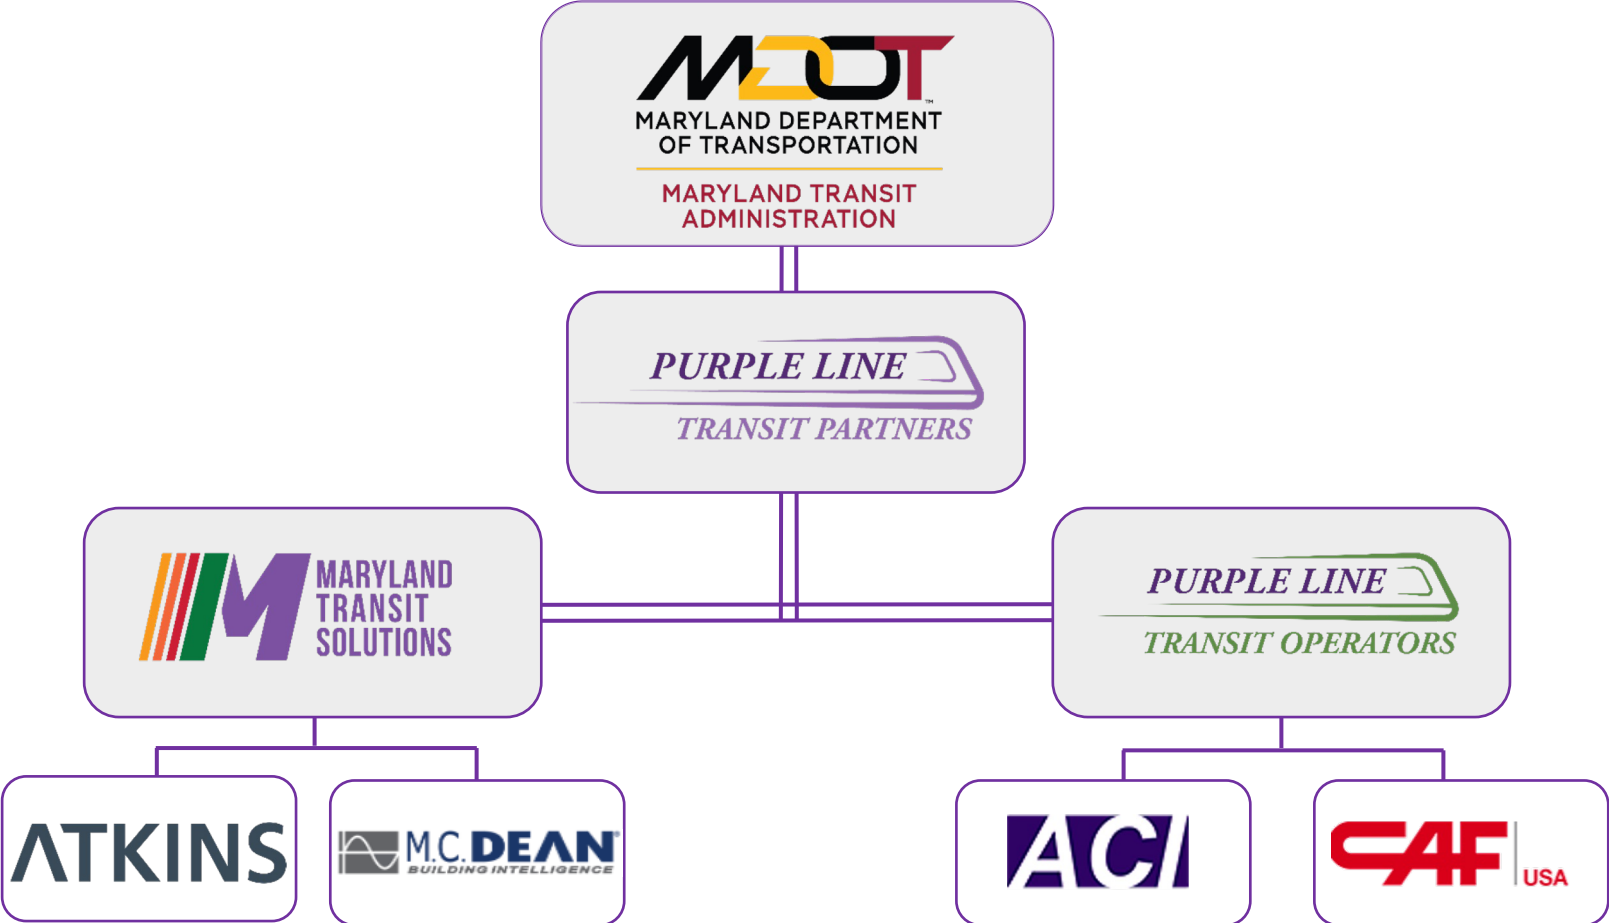 MDOT™
MARYLAND DEPARTMENT
OF TRANSPORTATION
MARYLAND TRANSIT
ADMINISTRATION
PURPLE LINE
TRANSIT PARTNERS
M MARYLAND
TRANSIT
SOLUTIONS
PURPLE LINE
TRANSIT OPERATORS
ATKINS
M.C. DEAN®
BUILDING INTELLIGENCE
ACI
CAF
USA